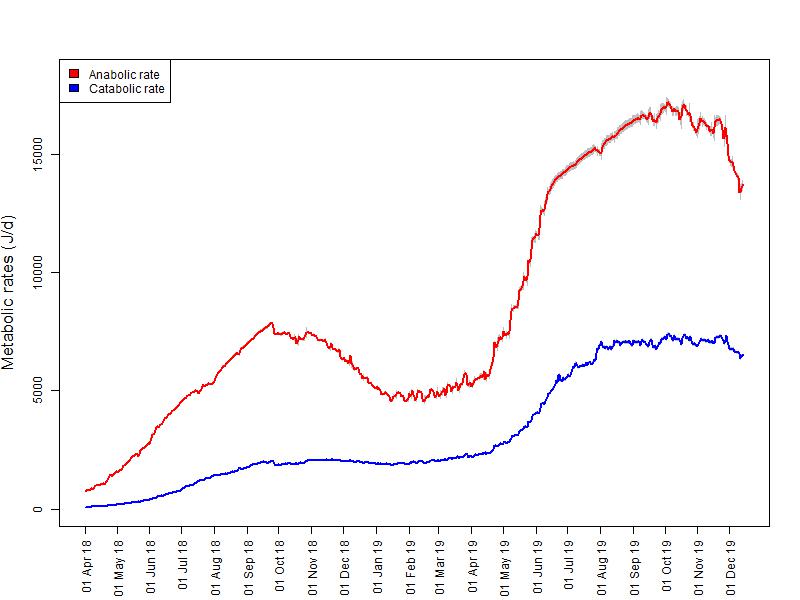 Anabolic rate
Catabolic rate
Metabolic rates (J/d)
15000
10000
5000
0
01 Apr 18
01 May 18
01 Jun 18
01 Jul 18
01 Aug 18
01 Sep 18
01 Oct 18
01 Nov 18
01 Dec 18
01 Jan 19
01 Feb 19
01 Mar 19
01 Apr 19
01 May 19
01 Jun 19
01 Jul 19
01 Aug 19
01 Sep 19
01 Oct 19
01 Nov 19
01 Dec 19